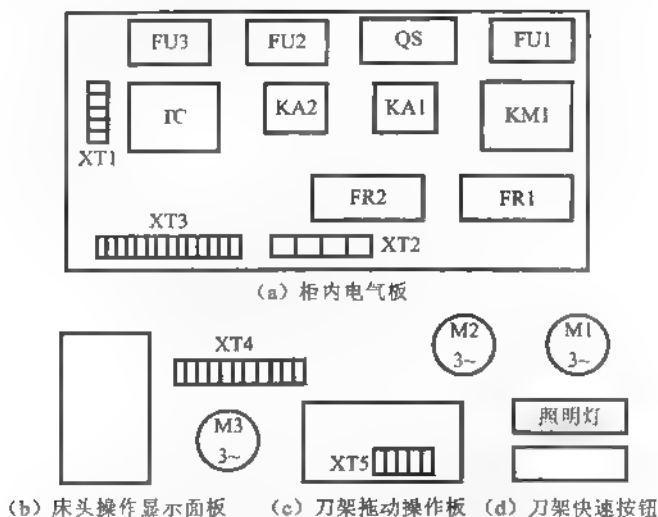 FU3 FU2 QS FU1
TC KA2 KA1 KM1
XT1
FR2 FR1
XT3 XT2
(a) 柜内电气板
M2 3~ M1 3~
XT4
M3 3~
照明灯
XT5
(b) 床头操作显示面板 (c) 刀架拖动操作板 (d) 刀架快速按钮